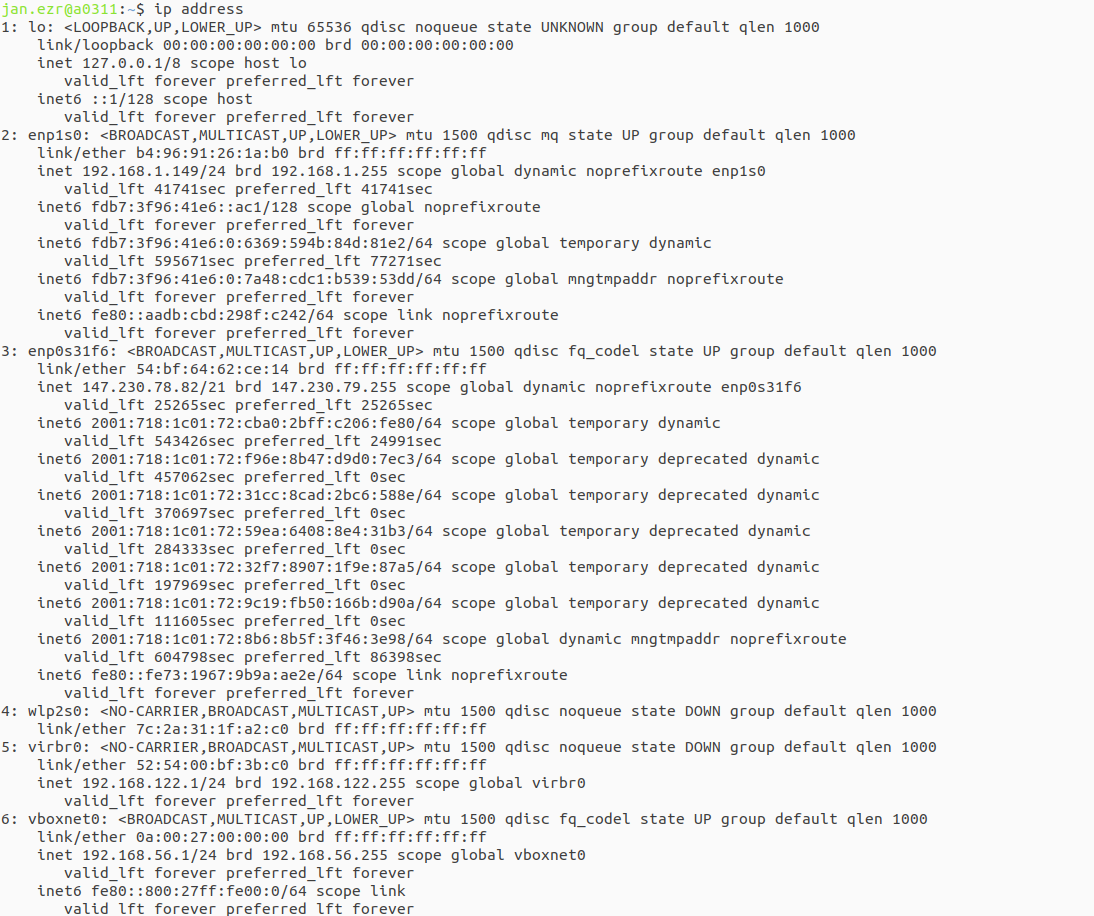 jan.ezr@a0311:~$ ip address
1: lo: <LOOPBACK,UP,LOWER_UP> mtu 65536 qdisc noqueue state UNKNOWN group default qlen 1000
    link/loopback 00:00:00:00:00:00 brd 00:00:00:00:00:00
    inet 127.0.0.1/8 scope host lo
       valid_lft forever preferred_lft forever
    inet6 ::1/128 scope host
       valid_lft forever preferred_lft forever
2: enp1s0: <BROADCAST,MULTICAST,UP,LOWER_UP> mtu 1500 qdisc mq state UP group default qlen 1000
    link/ether b4:96:91:26:1a:b0 brd ff:ff:ff:ff:ff:ff
    inet 192.168.1.149/24 brd 192.168.1.255 scope global dynamic noprefixroute enp1s0
       valid_lft 41741sec preferred_lft 41741sec
    inet6 fdb7:3f96:41e6::ac1/128 scope global noprefixroute
       valid_lft forever preferred_lft forever
    inet6 fdb7:3f96:41e6:0:6369:594b:84d:81e2/64 scope global temporary dynamic
       valid_lft 595671sec preferred_lft 77271sec
    inet6 fdb7:3f96:41e6:0:7a48:cdc1:b539:53dd/64 scope global mngtmpaddr noprefixroute
       valid_lft forever preferred_lft forever
    inet6 fe80::aadb:cbd:298f:c242/64 scope link noprefixroute
       valid_lft forever preferred_lft forever
3: enp0s31f6: <BROADCAST,MULTICAST,UP,LOWER_UP> mtu 1500 qdisc fq_codel state UP group default qlen 1000
    link/ether 54:bf:64:62:ce:14 brd ff:ff:ff:ff:ff:ff
    inet 147.230.78.82/21 brd 147.230.79.255 scope global dynamic noprefixroute enp0s31f6
       valid_lft 25265sec preferred_lft 25265sec
    inet6 2001:718:1c01:72:cba0:2bff:c206:fe80/64 scope global temporary dynamic
       valid_lft 543426sec preferred_lft 24991sec
    inet6 2001:718:1c01:72:f96e:8b47:d9d0:7ec3/64 scope global temporary deprecated dynamic
       valid_lft 457062sec preferred_lft 0sec
    inet6 2001:718:1c01:72:31cc:8cad:2bc6:588e/64 scope global temporary deprecated dynamic
       valid_lft 370697sec preferred_lft 0sec
    inet6 2001:718:1c01:72:59ea:6408:8e4:31b3/64 scope global temporary deprecated dynamic
       valid_lft 284333sec preferred_lft 0sec
    inet6 2001:718:1c01:72:32f7:8907:1f9e:87a5/64 scope global temporary deprecated dynamic
       valid_lft 197969sec preferred_lft 0sec
    inet6 2001:718:1c01:72:9c19:fb50:166b:d90a/64 scope global temporary deprecated dynamic
       valid_lft 111605sec preferred_lft 0sec
    inet6 2001:718:1c01:72:8b6:8b5f:3f46:3e98/64 scope global dynamic mngtmpaddr noprefixroute
       valid_lft 604798sec preferred_lft 86398sec
    inet6 fe80::fe73:1967:9b9a:ae2e/64 scope link noprefixroute
       valid_lft forever preferred_lft forever
4: wlp2s0: <NO-CARRIER,BROADCAST,MULTICAST,UP> mtu 1500 qdisc noqueue state DOWN group default qlen 1000
    link/ether 7c:2a:31:1f:a2:c0 brd ff:ff:ff:ff:ff:ff
5: virbr0: <NO-CARRIER,BROADCAST,MULTICAST,UP> mtu 1500 qdisc noqueue state DOWN group default qlen 1000
    link/ether 52:54:00:bf:3b:c0 brd ff:ff:ff:ff:ff:ff
    inet 192.168.122.1/24 brd 192.168.122.255 scope global virbr0
       valid_lft forever preferred_lft forever
6: vboxnet0: <BROADCAST,MULTICAST,UP,LOWER_UP> mtu 1500 qdisc fq_codel state UP group default qlen 1000
    link/ether 0a:00:27:00:00:00 brd ff:ff:ff:ff:ff:ff
    inet 192.168.56.1/24 brd 192.168.56.255 scope global vboxnet0
       valid_lft forever preferred_lft forever
    inet6 fe80::800:27ff:fe00:0/64 scope link
       valid_lft forever preferred_lft forever